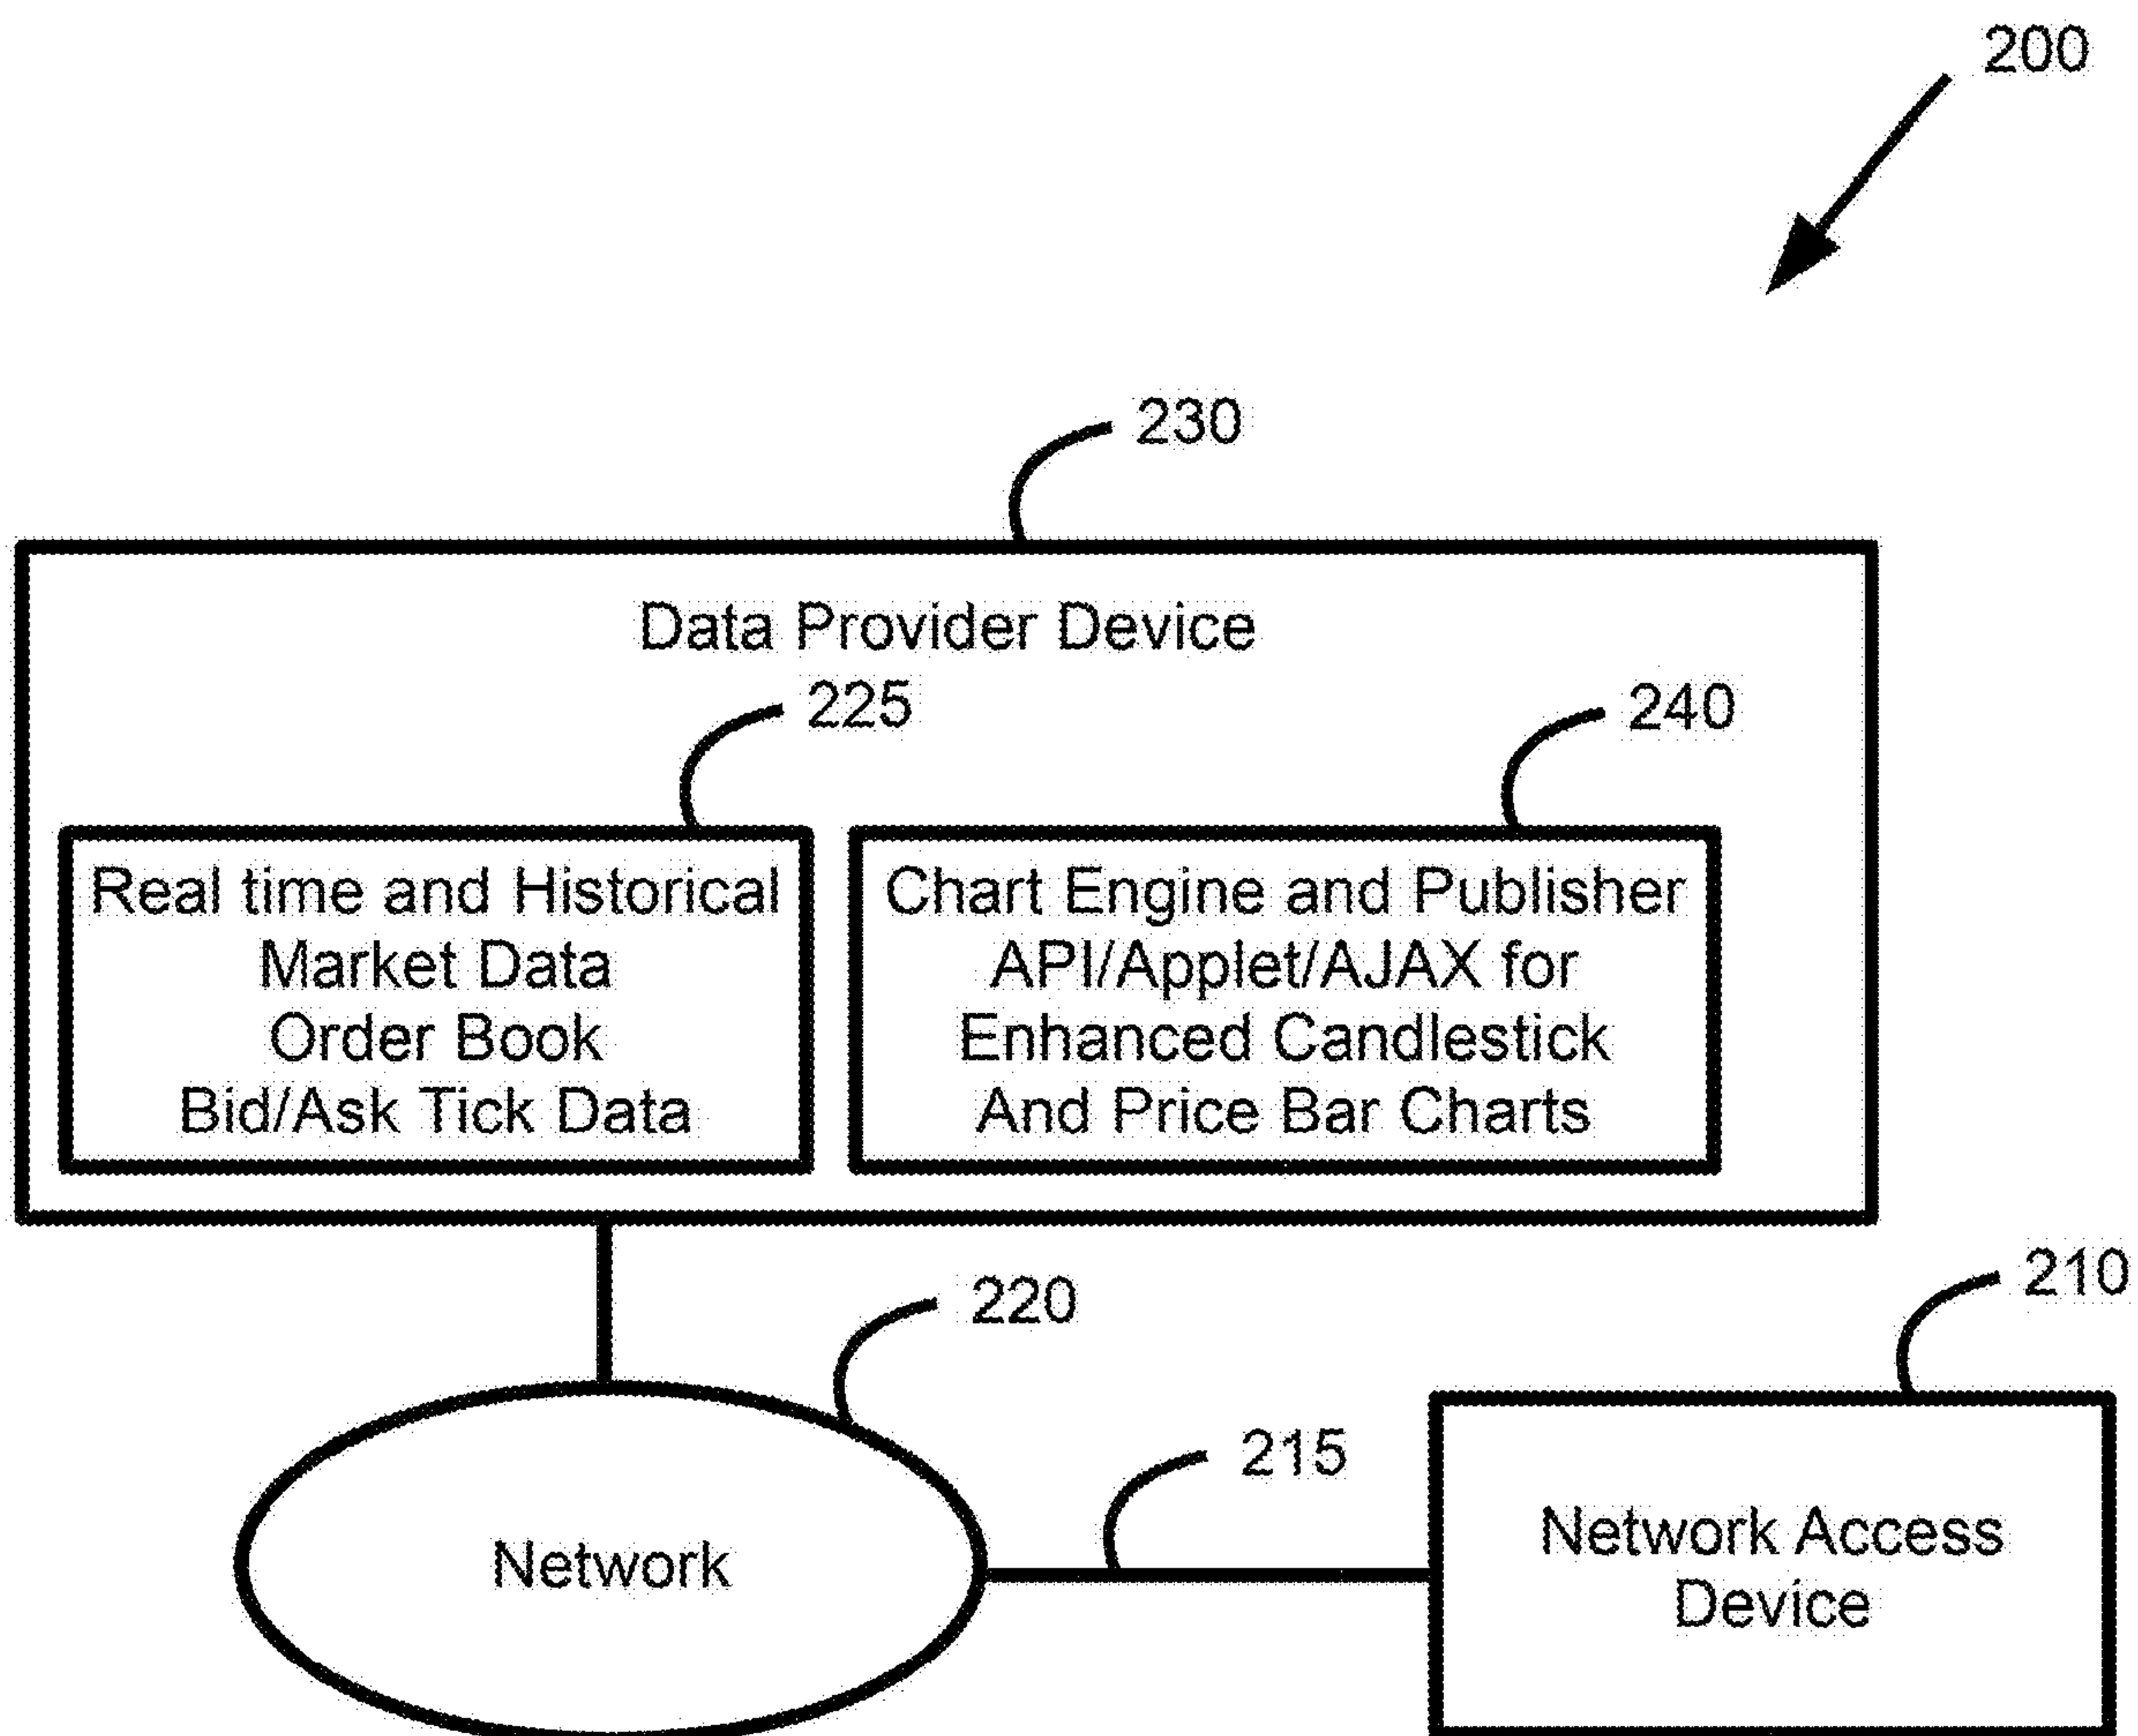 200
230
Data Provider Device
225
240
Real time and Historical
Market Data
Order Book
Bid/Ask Tick Data
Chart Engine and Publisher
API/Applet/AJAX for
Enhanced Candlestick
And Price Bar Charts
220
210
215
Network
Network Access
Device